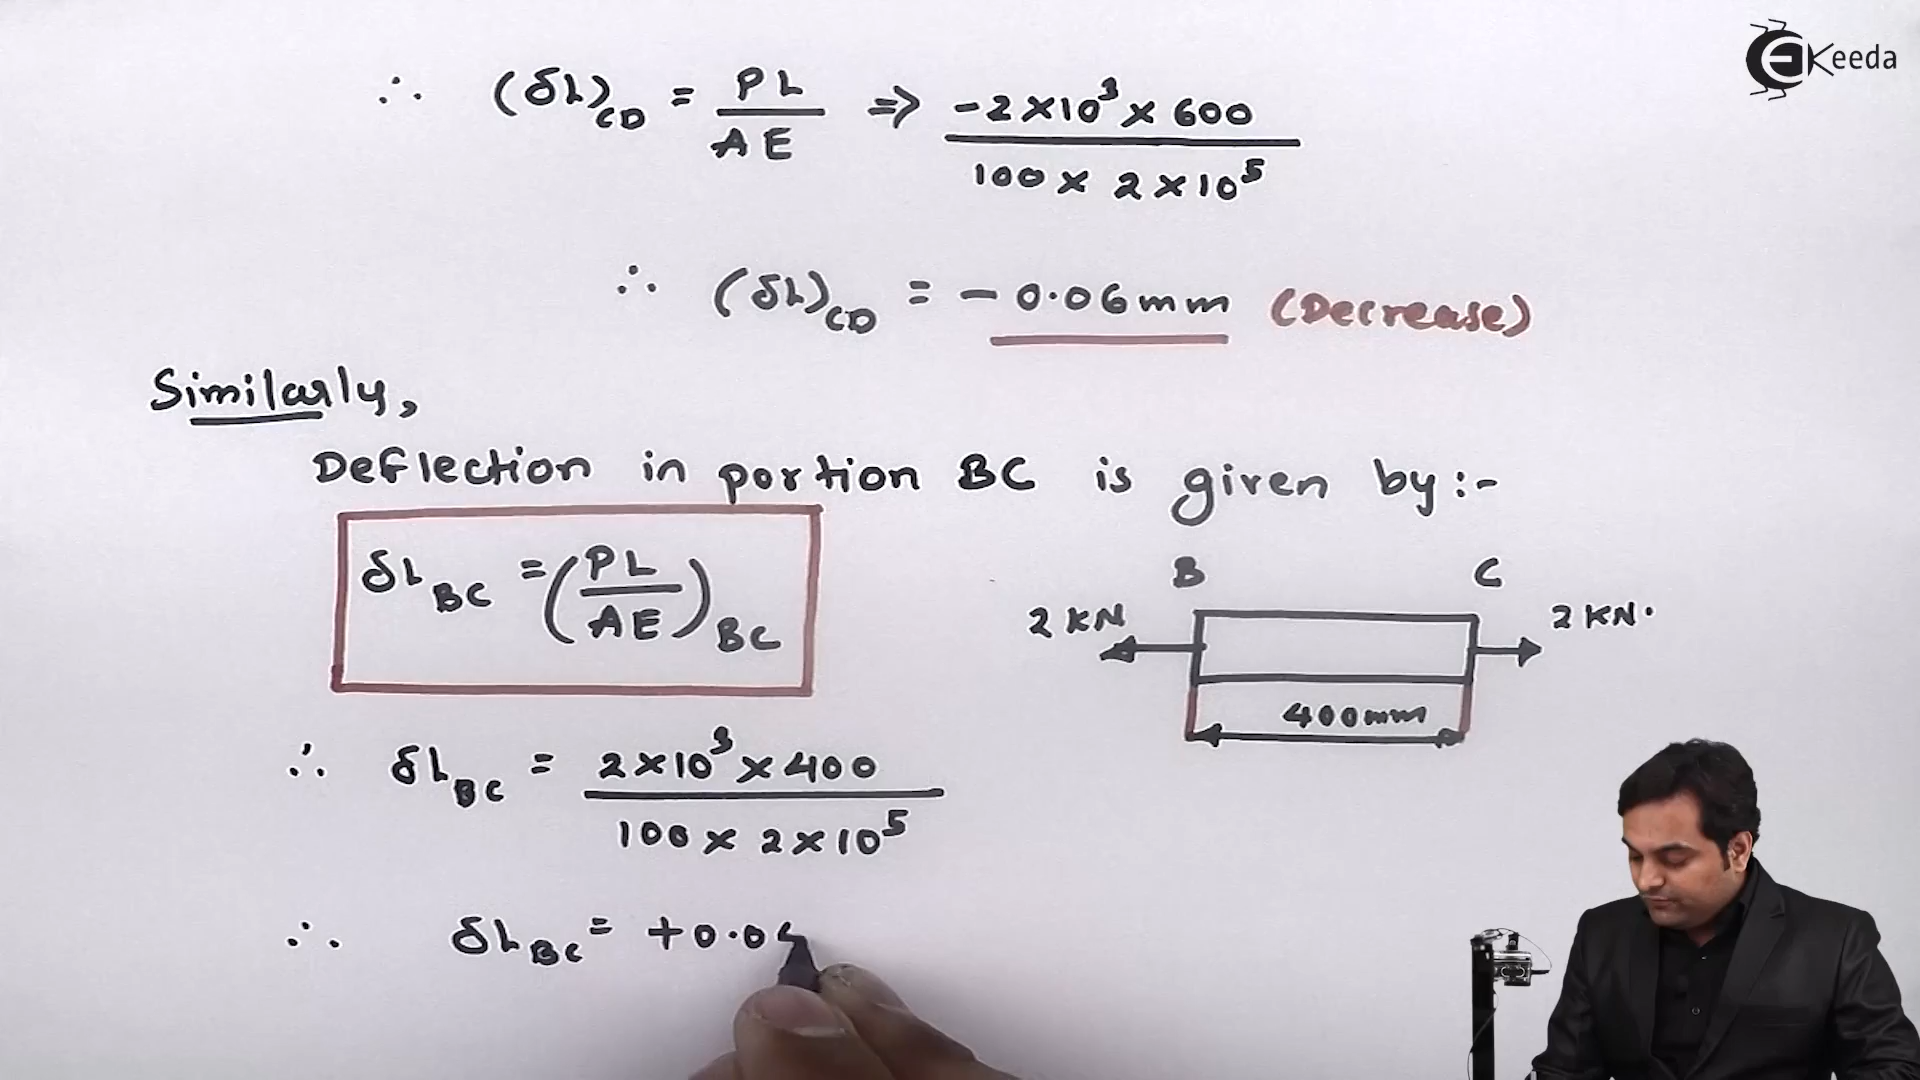 Keeda
∴ (δL)CD = PL / AE ⇒ -2×10³×600 / 100×2×10⁵
∴ (δL)CD = -0.06mm (Decrease)
Similarly,
Deflection in portion BC is given by:-
δL BC = (PL / AE) BC
B C
2 KN 2 KN.
400mm
∴ δL BC = 2×10³×400 / 100×2×10⁵
∴ δL BC = +0.04